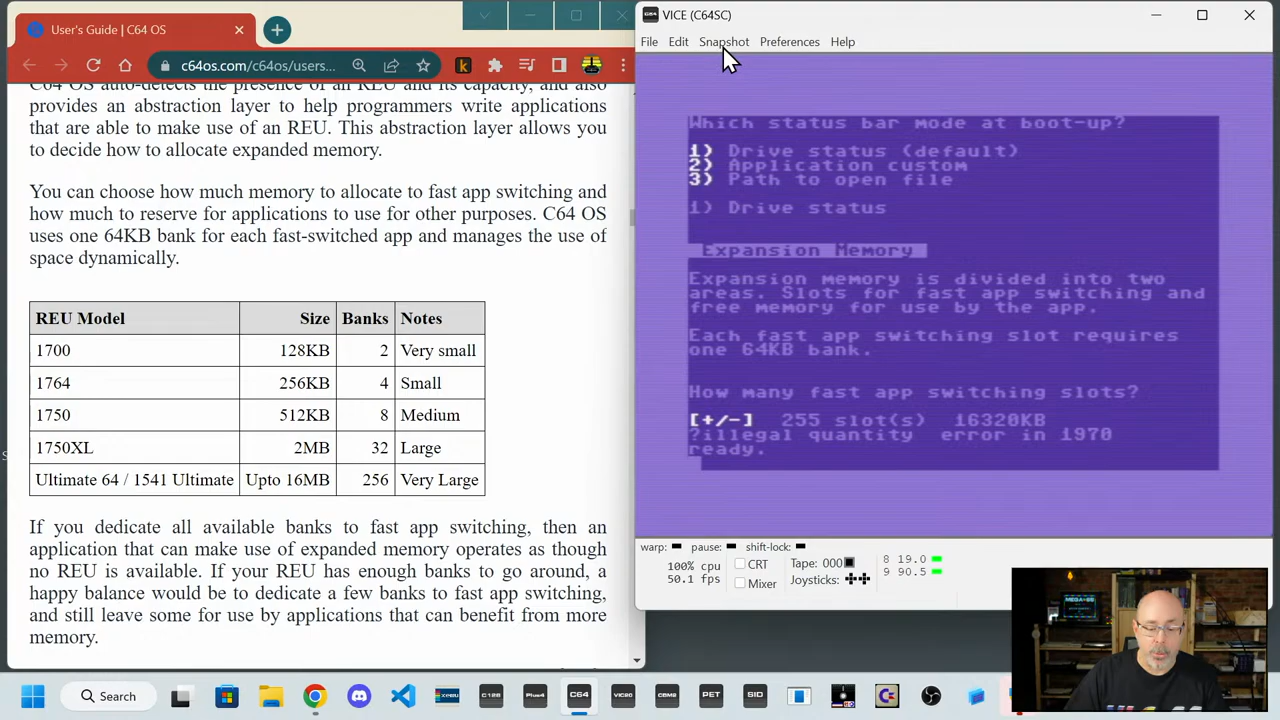 User's Guide | C64 OS
c64os.com/c64os/users...
C64 OS auto-detects the presence of an REU and its capacity, and also
provides an abstraction layer to help programmers write applications
that are able to make use of an REU. This abstraction layer allows you
to decide how to allocate expanded memory.
You can choose how much memory to allocate to fast app switching and
how much to reserve for applications to use for other purposes. C64 OS
uses one 64KB bank for each fast-switched app and manages the use of
space dynamically.
REU Model Size Banks Notes
1700 128KB 2 Very small
1764 256KB 4 Small
1750 512KB 8 Medium
1750XL 2MB 32 Large
Ultimate 64 / 1541 Ultimate Upto 16MB 256 Very Large
If you dedicate all available banks to fast app switching, then an
application that can make use of expanded memory operates as though
no REU is available. If your REU has enough banks to go around, a
happy balance would be to dedicate a few banks to fast app switching,
and still leave some for use by applications that can benefit from more
memory.
VICE (C64SC)
File Edit Snapshot Preferences Help
Which status bar mode at boot-up?
1) Drive status (default)
2) Application custom
3) Path to open file
1) Drive status
Expansion Memory
Expansion memory is divided into two
areas. Slots for fast app switching and
free memory for use by the app.
Each fast app switching slot requires
one 64KB bank.
How many fast app switching slots?
[+/-] 255 slot(s) 16320KB
?illegal quantity error in 1970
ready.
warp: pause: shift-lock:
100% cpu
50.1 fps
CRT
Mixer
Tape: 000
Joysticks:
8 19.0
9 90.5
MEGA-65
Search
C128
Plus4
C64
VIC20
CBM2
PET
SID